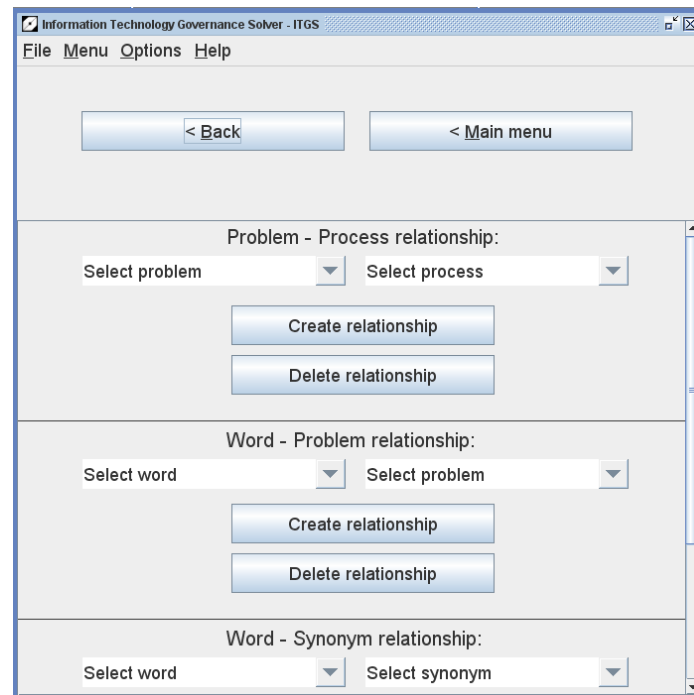 Information Technology Governance Solver - ITGS
File Menu Options Help
< Back < Main menu
Problem - Process relationship:
Select problem Select process
Create relationship
Delete relationship
Word - Problem relationship:
Select word Select problem
Create relationship
Delete relationship
Word - Synonym relationship:
Select word Select synonym